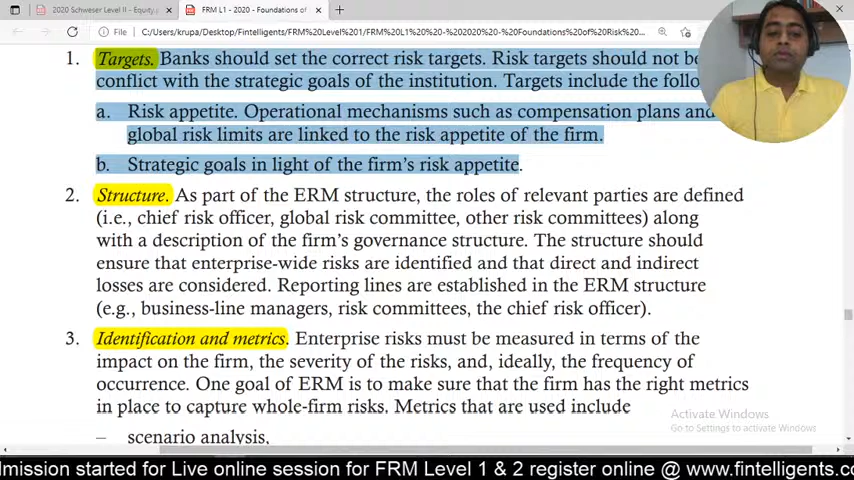 2020 Schweser Level II - Equity.p
FRM L1 - 2020 - Foundations of
File
C:/Users/krupa/Desktop/Fintelligents/FRM%20Level%201/FRM%20L1%20%20-%202020%20-%20Foundations%20of%20Risk%20...
1. Targets. Banks should set the correct risk targets. Risk targets should not be
conflict with the strategic goals of the institution. Targets include the follo
a. Risk appetite. Operational mechanisms such as compensation plans and
global risk limits are linked to the risk appetite of the firm.
b. Strategic goals in light of the firm's risk appetite.
2. Structure. As part of the ERM structure, the roles of relevant parties are defined
(i.e., chief risk officer, global risk committee, other risk committees) along
with a description of the firm's governance structure. The structure should
ensure that enterprise-wide risks are identified and that direct and indirect
losses are considered. Reporting lines are established in the ERM structure
(e.g., business-line managers, risk committees, the chief risk officer).
3. Identification and metrics. Enterprise risks must be measured in terms of the
impact on the firm, the severity of the risks, and, ideally, the frequency of
occurrence. One goal of ERM is to make sure that the firm has the right metrics
in place to capture whole-firm risks. Metrics that are used include
– scenario analysis,
Activate Windows
Go to Settings to activate Windows.
dmission started for Live online session for FRM Level 1 & 2 register online @ www.fintelligents.c